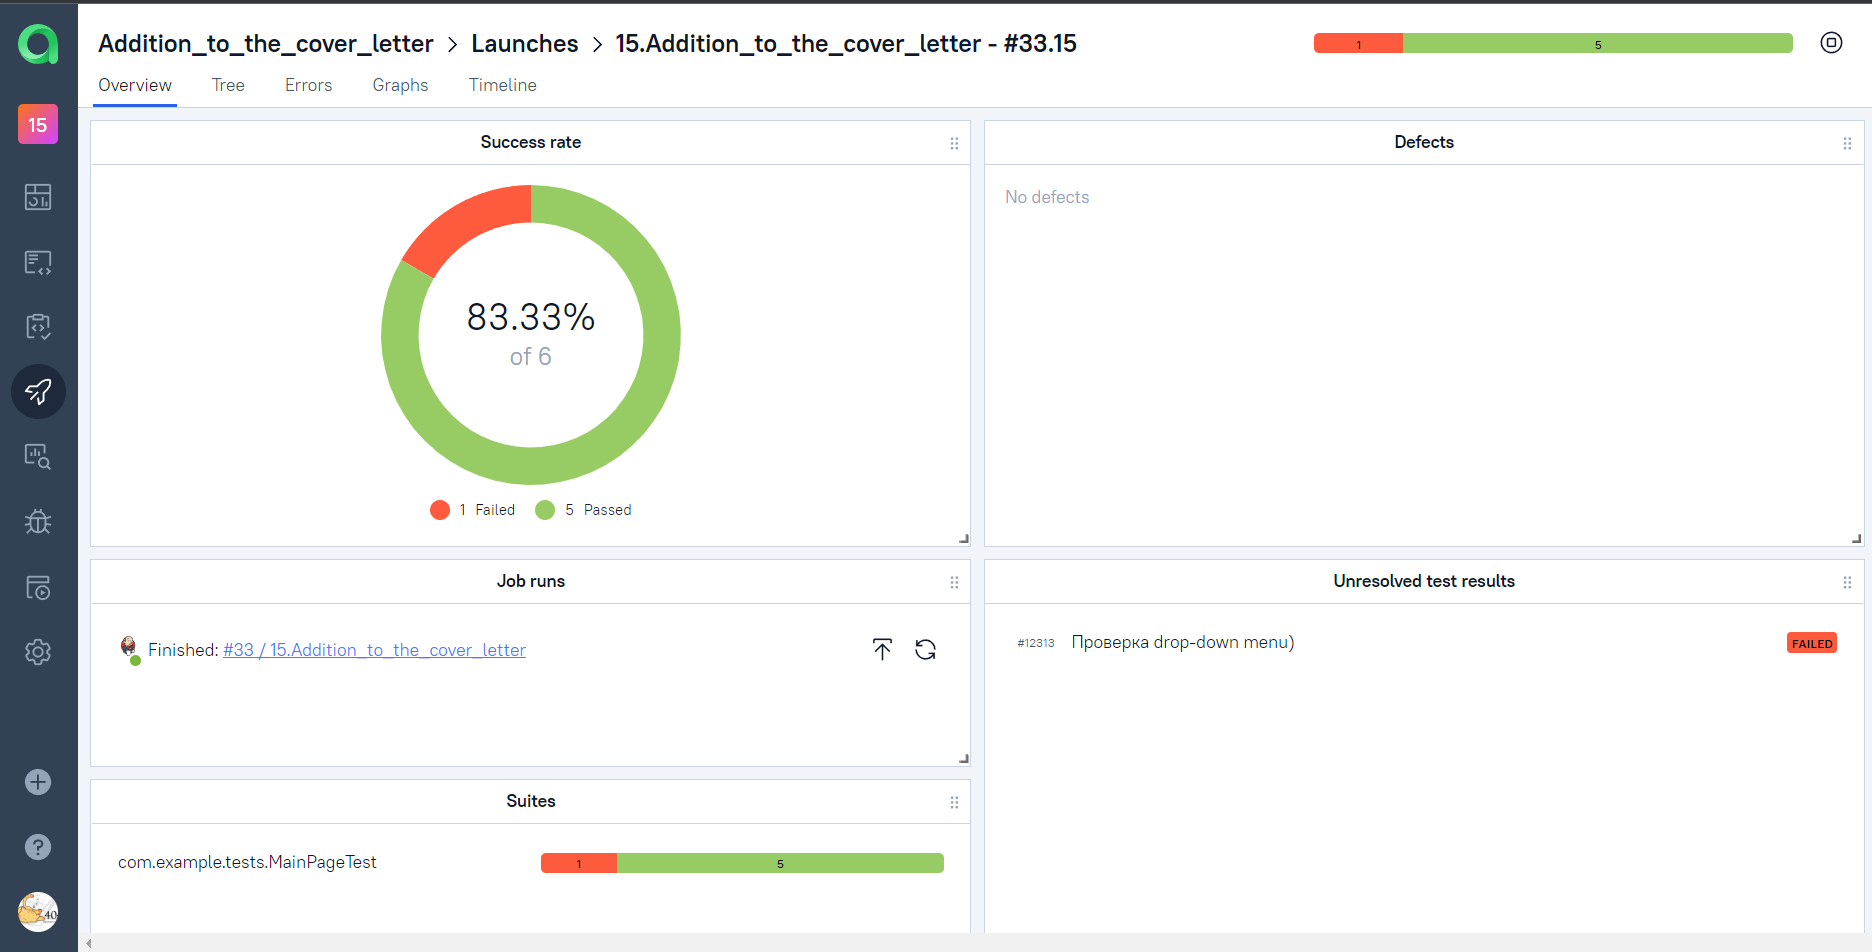 Addition_to_the_cover_letter > Launches > 15.Addition_to_the_cover_letter - #33.15
1 5
Overview Tree Errors Graphs Timeline
15
Success rate
83.33%
of 6
1 Failed 5 Passed
Defects
No defects
Job runs
Finished: #33 / 15.Addition_to_the_cover_letter
Unresolved test results
#12313 Проверка drop-down menu) FAILED
Suites
com.example.tests.MainPageTest 1 5
40